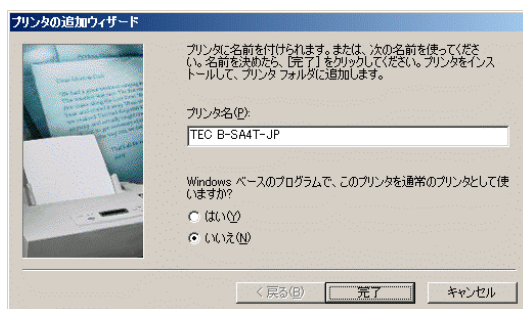 プリンタの追加ウィザード
プリンタに名前を付けられます。または、次の名前を使ってくださ
い。名前を決めたら、[完了] をクリックしてください。プリンタをインス
トールして、プリンタ フォルダに追加します。
プリンタ名(P):
TEC B-SA4T-JP
Windows ベースのプログラムで、このプリンタを通常のプリンタとして使
いますか?
はい(Y)
いいえ(N)
< 戻る(B)
完了
キャンセル